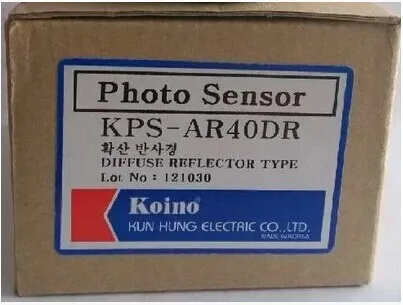 Photo Sensor
KPS-AR40DR
확산 반사경
DIFFUSE REFLECTOR TYPE
Lot No : 121030
Koino®
KUN HUNG ELECTRIC CO.,LTD.
MADE IN KOREA